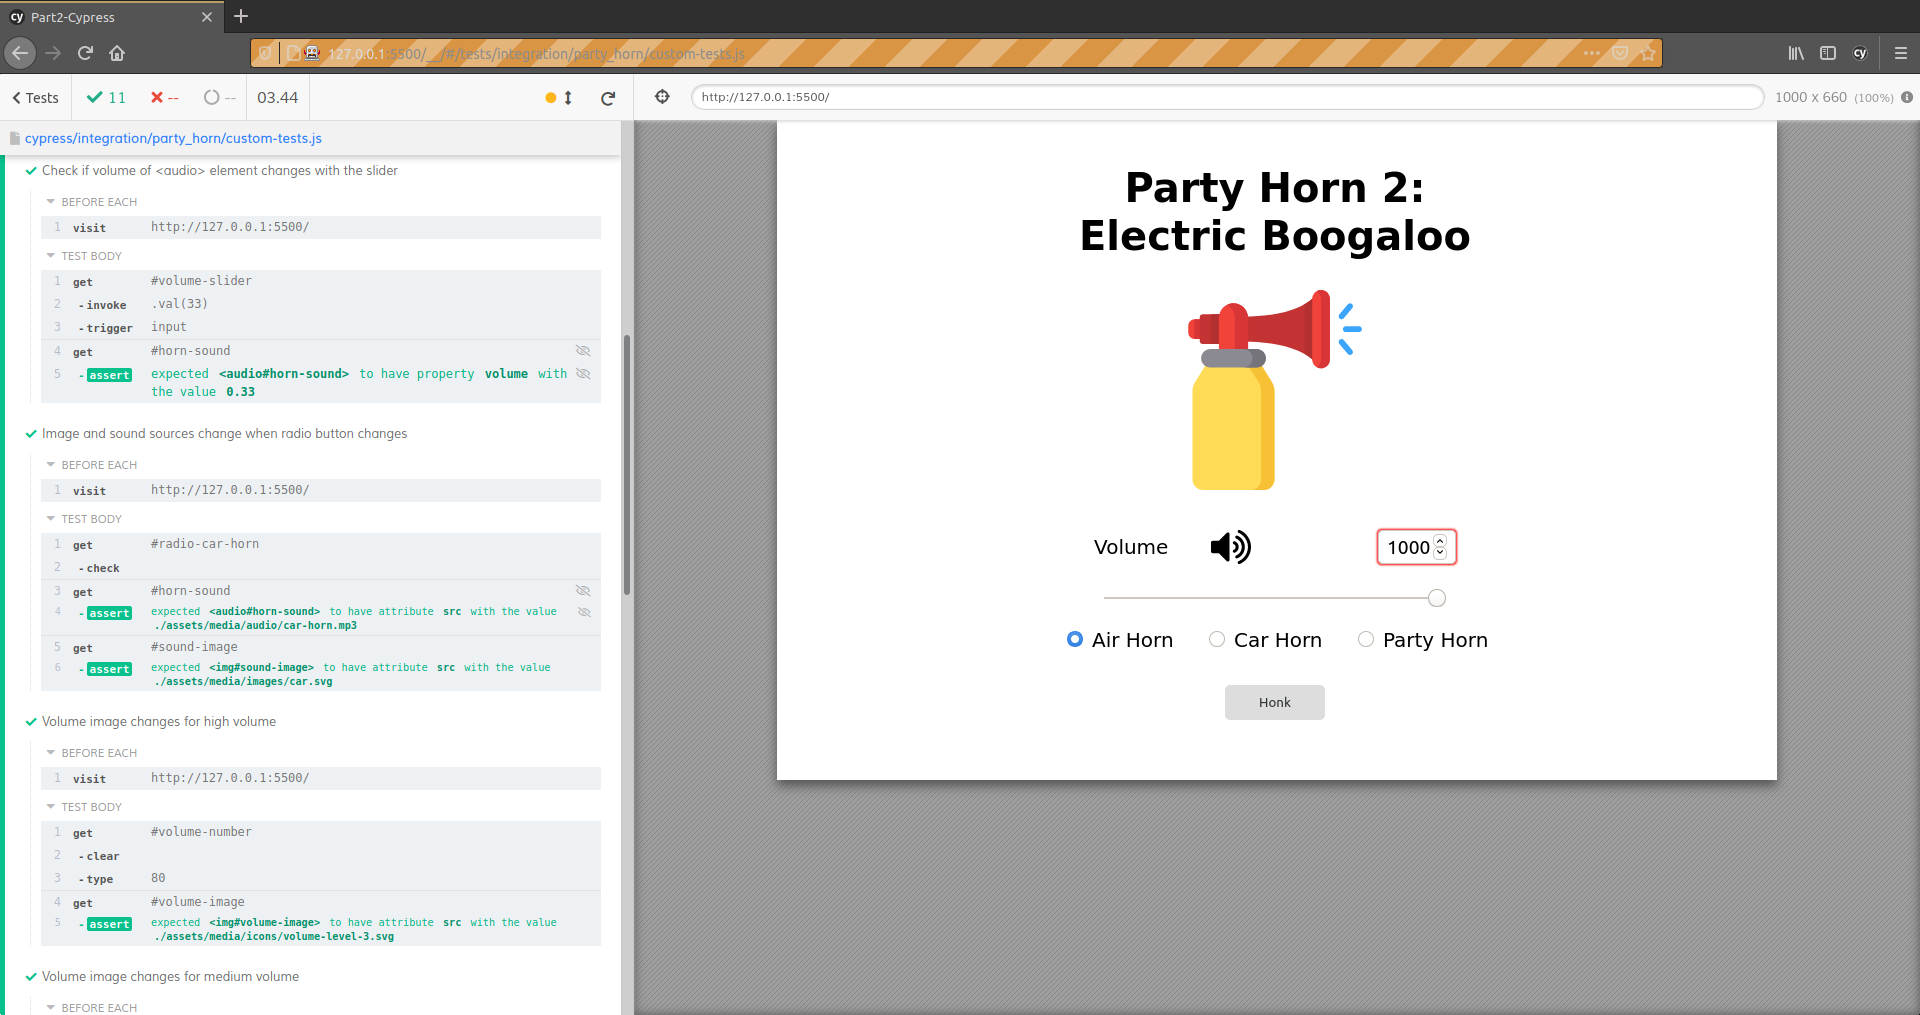 cy Part2-Cypress
127.0.0.1:5500/__/#/tests/integration/party_horn/custom-tests.js
cy
Tests 11 -- -- 03.44
http://127.0.0.1:5500/ 1000 x 660 (100%)
cypress/integration/party_horn/custom-tests.js
Check if volume of <audio> element changes with the slider
BEFORE EACH
1 visit http://127.0.0.1:5500/
TEST BODY
1 get #volume-slider
2 -invoke .val(33)
3 -trigger input
4 get #horn-sound
5 -assert expected <audio#horn-sound> to have property volume with
the value 0.33
Image and sound sources change when radio button changes
BEFORE EACH
1 visit http://127.0.0.1:5500/
TEST BODY
1 get #radio-car-horn
2 -check
3 get #horn-sound
4 -assert expected <audio#horn-sound> to have attribute src with the value
./assets/media/audio/car-horn.mp3
5 get #sound-image
6 -assert expected <img#sound-image> to have attribute src with the value
./assets/media/images/car.svg
Volume image changes for high volume
BEFORE EACH
1 visit http://127.0.0.1:5500/
TEST BODY
1 get #volume-number
2 -clear
3 -type 80
4 get #volume-image
5 -assert expected <img#volume-image> to have attribute src with the value
./assets/media/icons/volume-level-3.svg
Volume image changes for medium volume
BEFORE EACH
Party Horn 2:
Electric Boogaloo
Volume 1000
Air Horn Car Horn Party Horn
Honk